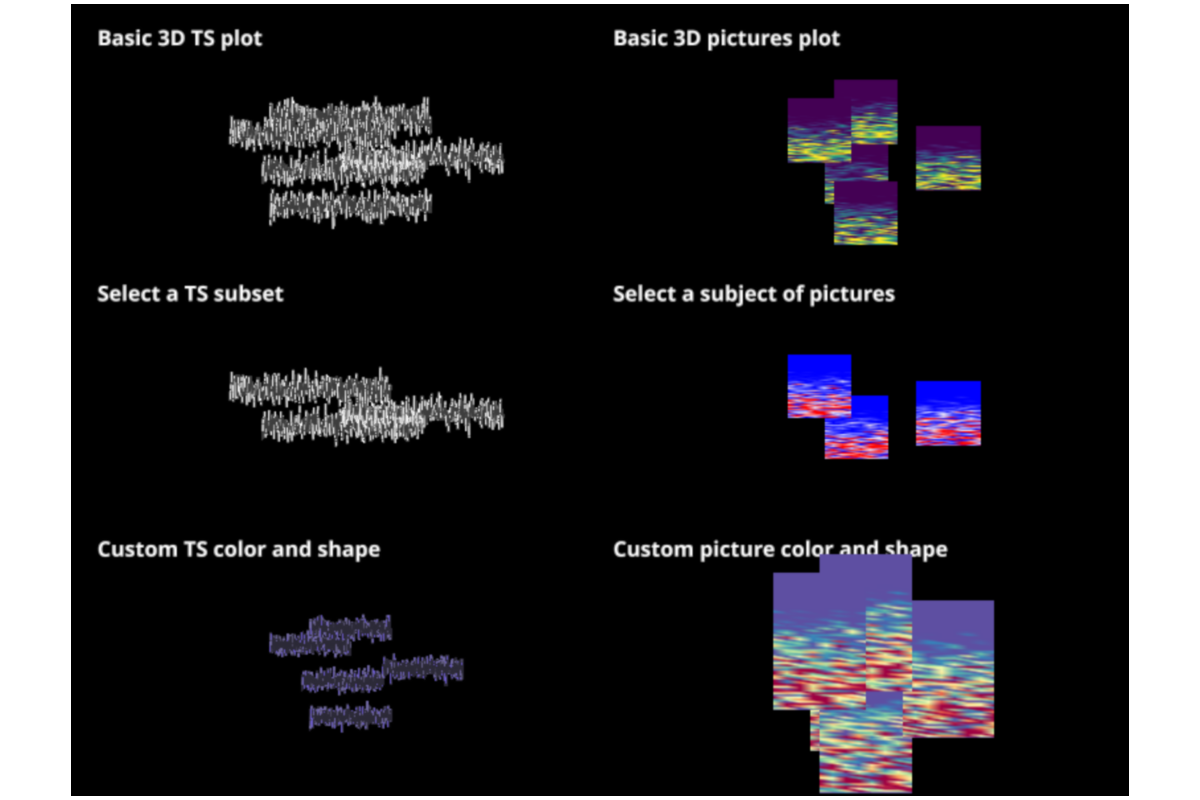 Basic 3D TS plot
Basic 3D pictures plot
Select a TS subset
Select a subject of pictures
Custom TS color and shape
Custom picture color and shape